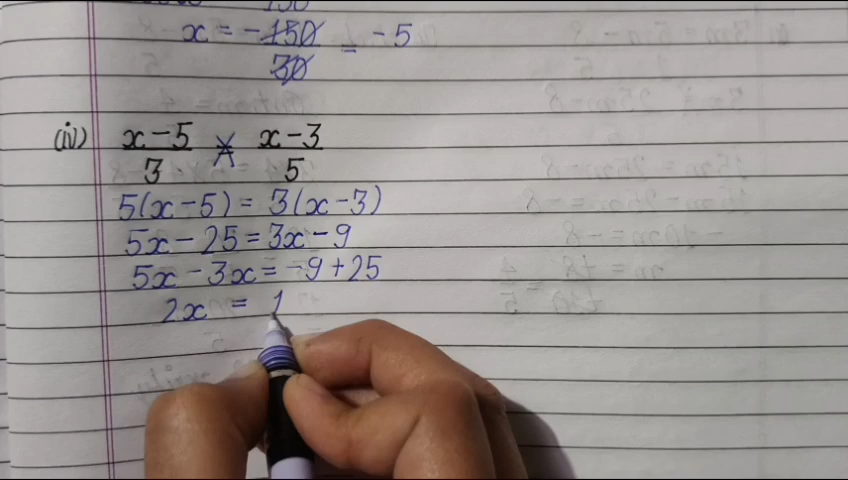 x = -150/30 = -5
(iv) x-5/3 = x-3/5
5(x-5) = 3(x-3)
5x-25 = 3x-9
5x-3x = -9+25
2x = 1